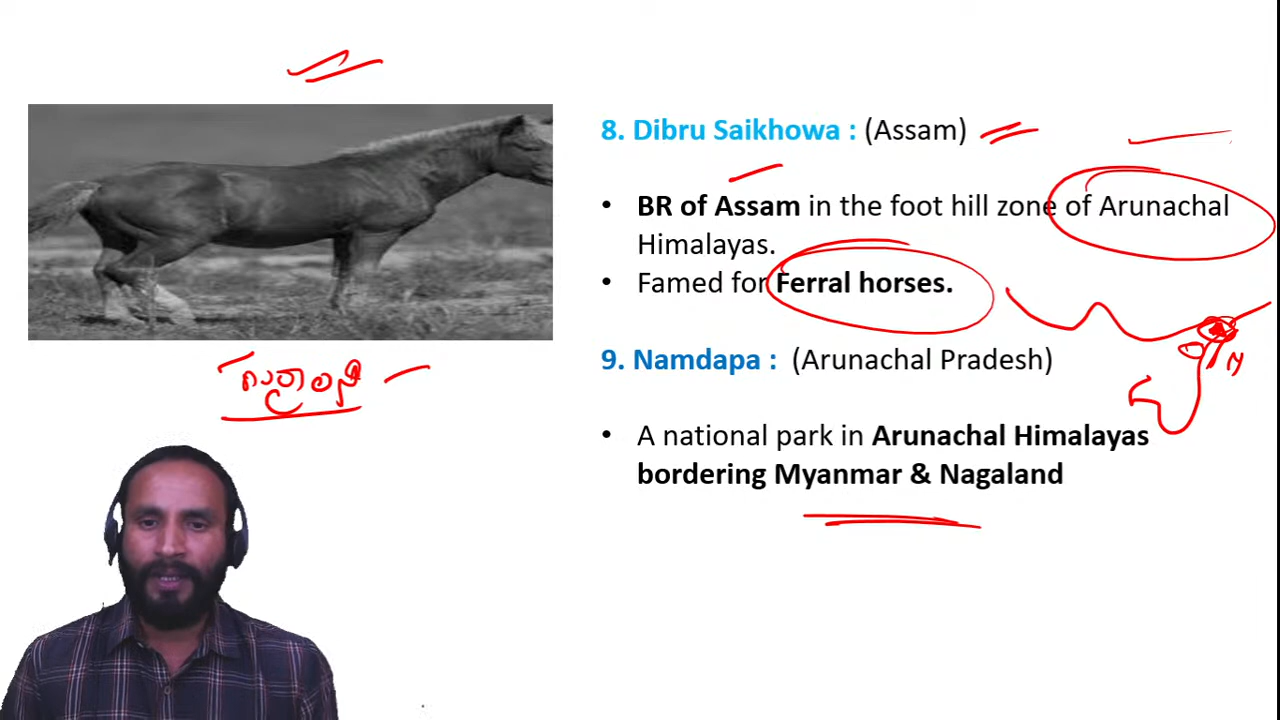 8. Dibru Saikhowa : (Assam)
• BR of Assam in the foot hill zone of Arunachal
Himalayas.
• Famed for Ferral horses.
9. Namdapa : (Arunachal Pradesh)
• A national park in Arunachal Himalayas
bordering Myanmar & Nagaland